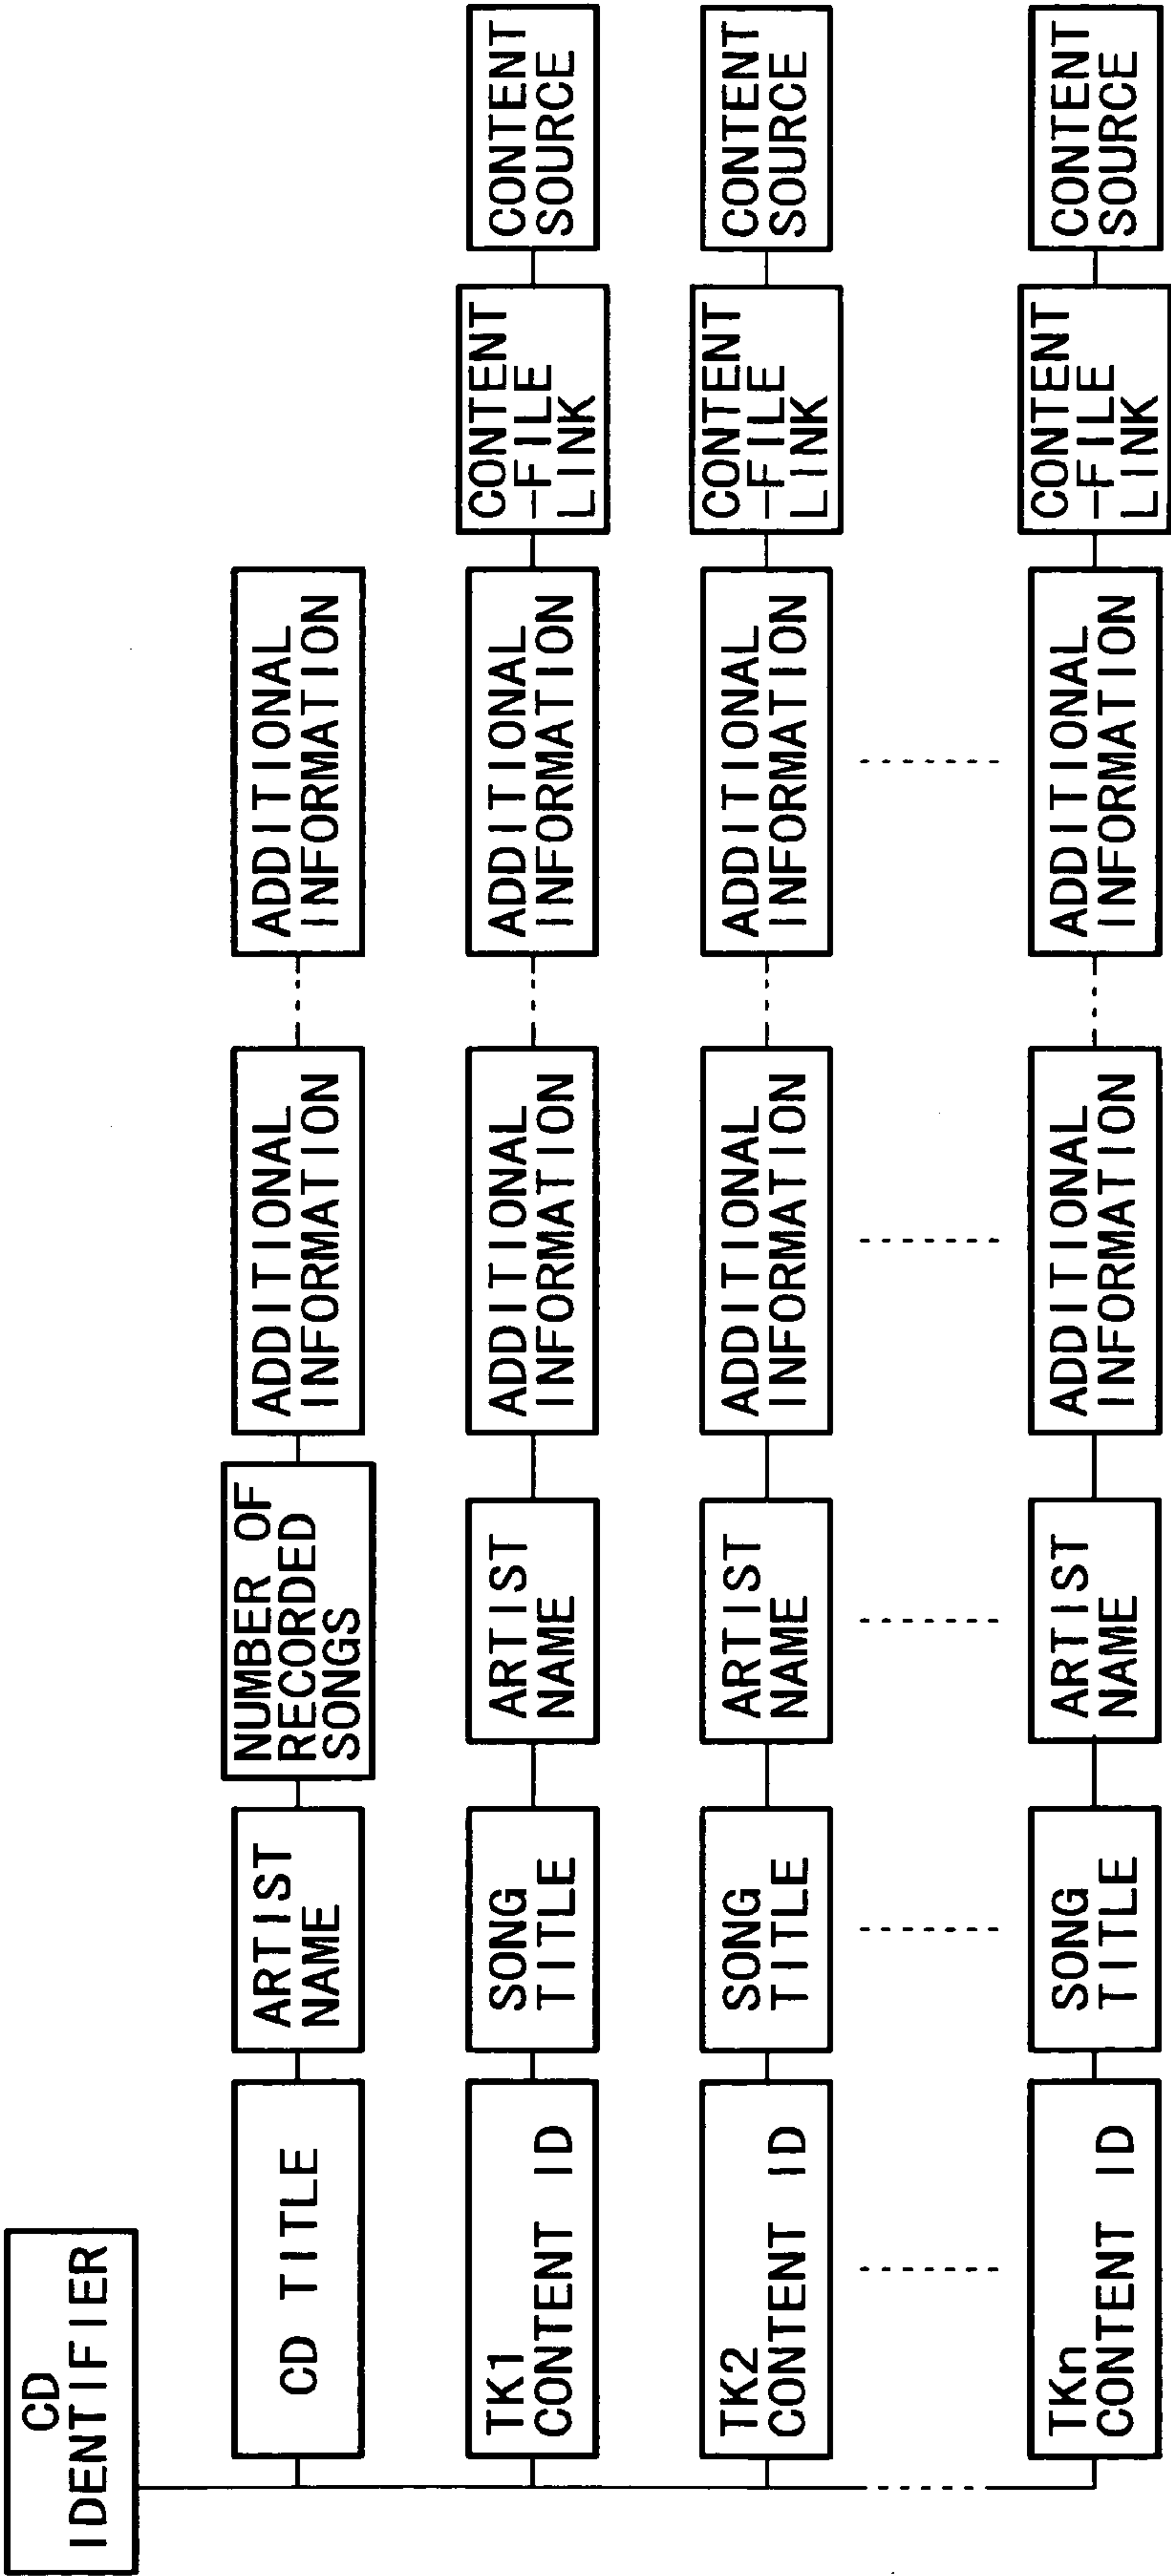 CD
IDENTIFIER
CD TITLE
ARTIST
NAME
NUMBER OF
RECORDED
SONGS
ADDITIONAL
INFORMATION
ADDITIONAL
INFORMATION
TK1
CONTENT ID
SONG
TITLE
ARTIST
NAME
ADDITIONAL
INFORMATION
ADDITIONAL
INFORMATION
CONTENT
-FILE
LINK
CONTENT
SOURCE
TK2
CONTENT ID
SONG
TITLE
ARTIST
NAME
ADDITIONAL
INFORMATION
ADDITIONAL
INFORMATION
CONTENT
-FILE
LINK
CONTENT
SOURCE
TKn
CONTENT ID
SONG
TITLE
ARTIST
NAME
ADDITIONAL
INFORMATION
ADDITIONAL
INFORMATION
CONTENT
-FILE
LINK
CONTENT
SOURCE